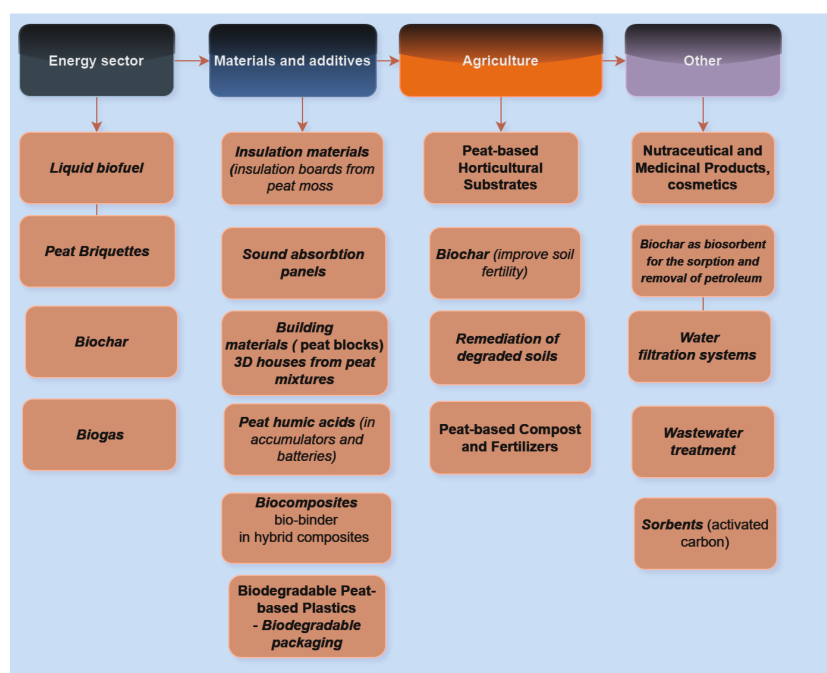 Energy sector
Materials and additives
Agriculture
Other
Liquid biofuel
Peat Briquettes
Biochar
Biogas
Insulation materials
(insulation boards from
peat moss
Sound absorbtion
panels
Building
materials ( peat blocks)
3D houses from peat
mixtures
Peat humic acids (in
accumulators and
batteries)
Biocomposites
bio-binder
in hybrid composites
Biodegradable Peat-
based Plastics
- Biodegradable
packaging
Peat-based
Horticultural
Substrates
Biochar (improve soil
fertility)
Remediation of
degraded soils
Peat-based Compost
and Fertilizers
Nutraceutical and
Medicinal Products,
cosmetics
Biochar as biosorbent
for the sorption and
removal of petroleum
Water
filtration systems
Wastewater
treatment
Sorbents (activated
carbon)